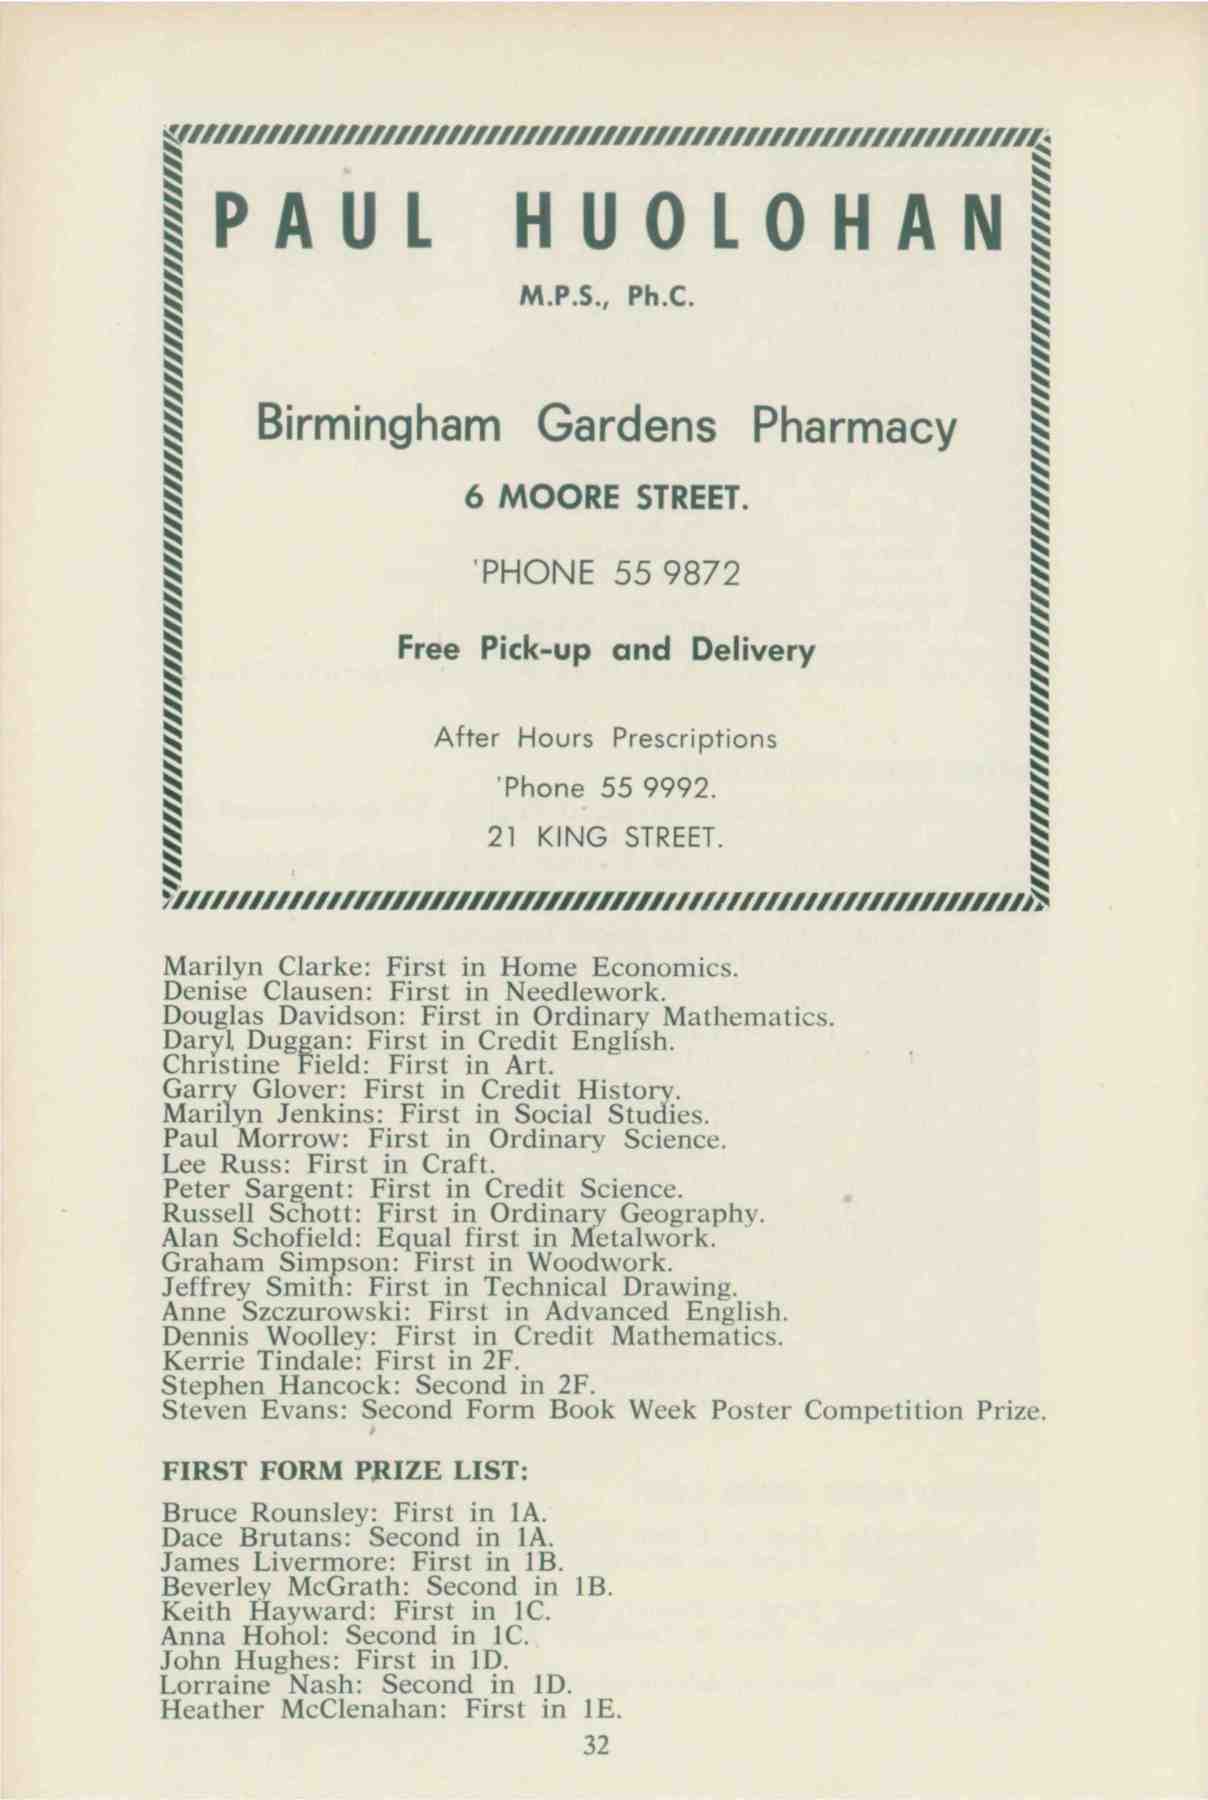 PAUL HUOLOHAN
M.P.S., Ph.C.
Birmingham Gardens Pharmacy
6 MOORE STREET.
'PHONE 55 9872
Free Pick-up and Delivery
After Hours Prescriptions
'Phone 55 9992.
21 KING STREET.
Marilyn Clarke: First in Home Economics.
Denise Clausen: First in Needlework.
Douglas Davidson: First in Ordinary Mathematics.
Daryl Duggan: First in Credit English.
Christine Field: First in Art.
Garry Glover: First in Credit History.
Marilyn Jenkins: First in Social Studies.
Paul Morrow: First in Ordinary Science.
Lee Russ: First in Craft.
Peter Sargent: First in Credit Science.
Russell Schott: First in Ordinary Geography.
Alan Schofield: Equal first in Metalwork.
Graham Simpson: First in Woodwork.
Jeffrey Smith: First in Technical Drawing.
Anne Szczurowski: First in Advanced English.
Dennis Woolley: First in Credit Mathematics.
Kerrie Tindale: First in 2F.
Stephen Hancock: Second in 2F.
Steven Evans: Second Form Book Week Poster Competition Prize.
FIRST FORM PRIZE LIST:
Bruce Rounsley: First in 1A.
Dace Brutans: Second in 1A.
James Livermore: First in 1B.
Beverley McGrath: Second in 1B.
Keith Hayward: First in 1C.
Anna Hohol: Second in 1C.
John Hughes: First in 1D.
Lorraine Nash: Second in 1D.
Heather McClenahan: First in 1E.
32